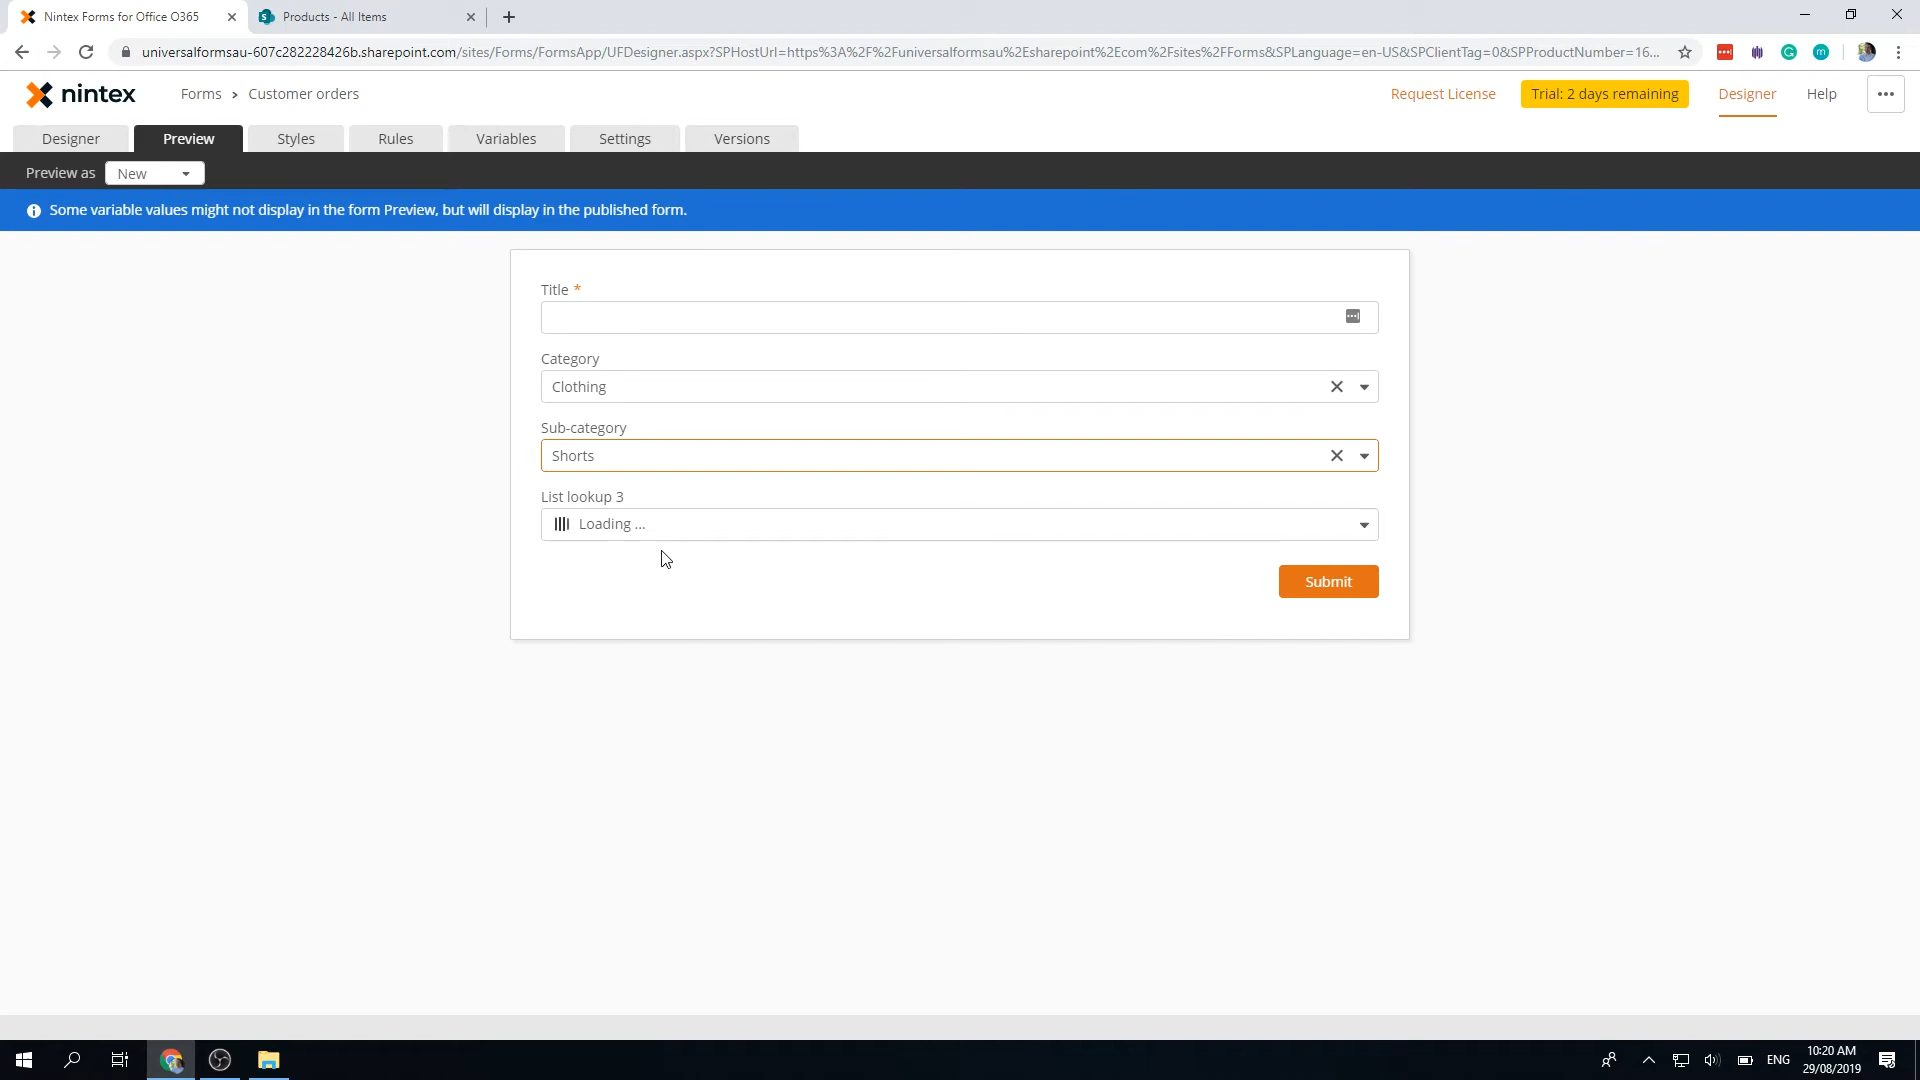 Nintex Forms for Office O365
Products - All Items
universalformsau-607c282228426b.sharepoint.com/sites/Forms/FormsApp/UFDesigner.aspx?SPHostUrl=https%3A%2F%2Funiversalformsau%2Esharepoint%2Ecom%2Fsites%2FForms&SPLanguage=en-US&SPClientTag=0&SPProductNumber=16...
nintex
Forms > Customer orders
Request License
Trial: 2 days remaining
Designer
Help
Designer
Preview
Styles
Rules
Variables
Settings
Versions
Preview as
New
Some variable values might not display in the form Preview, but will display in the published form.
Title *
Category
Clothing
Sub-category
Shorts
List lookup 3
Loading ...
Submit
ENG
10:20 AM
29/08/2019